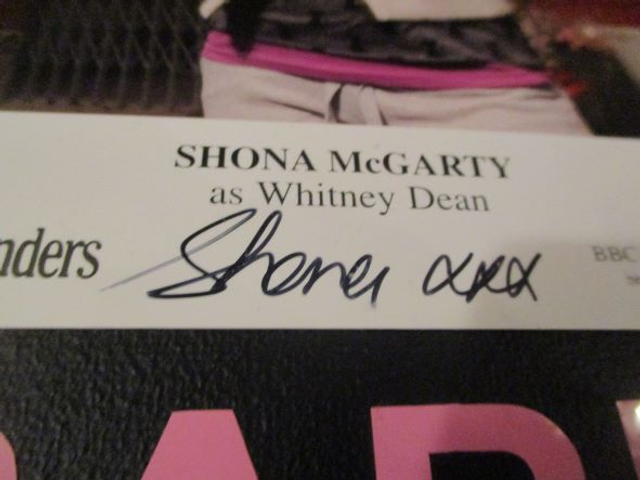 SHONA McGARTY
as Whitney Dean
nders
Shona xxx
BBC